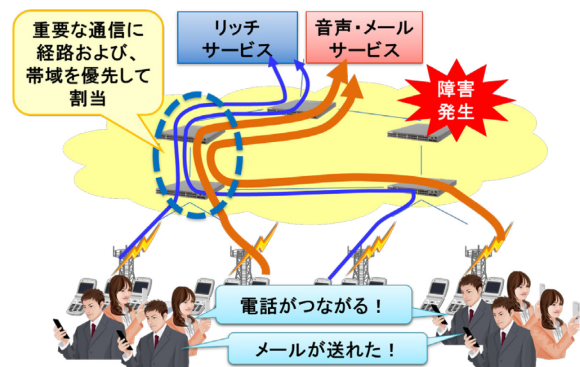 重要な通信に
経路および、
帯域を優先して
割当
リッチ
サービス
音声・メール
サービス
障害
発生
電話がつながる！
メールが送れた！